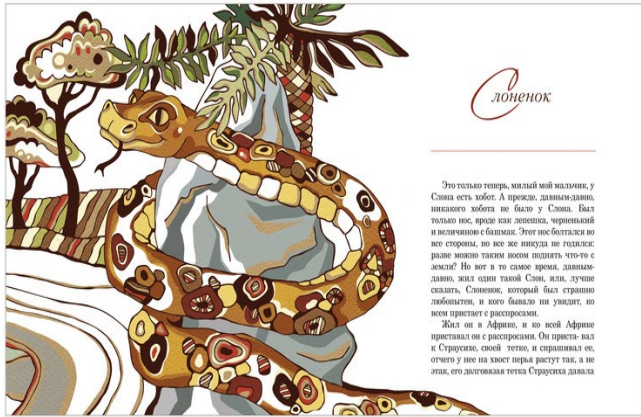 Слоненок
Это только теперь, милый мой мальчик, у
Слона есть хобот. А прежде, давным-давно,
никакого хобота не было у Слона. Был
только нос, вроде как лепешка, черненький
и величиною с башмак. Этот нос болтался во
все стороны, но все же никуда не годился:
разве можно таким носом поднять что-то с
земли? Но вот в то самое время, давным-
давно, жил один такой Слон, или, лучше
сказать, Слоненок, который был страшно
любопытен, и кого бывало ни увидит, ко
всем пристает с расспросами.
Жил он в Африке, и ко всей Африке
приставал он с расспросами. Он приста- вал
к Страусихе, своей тетке, и спрашивал ее,
отчего у нее на хвост перья растут так, а не
этак, его долговязая тетка Страусиха давала